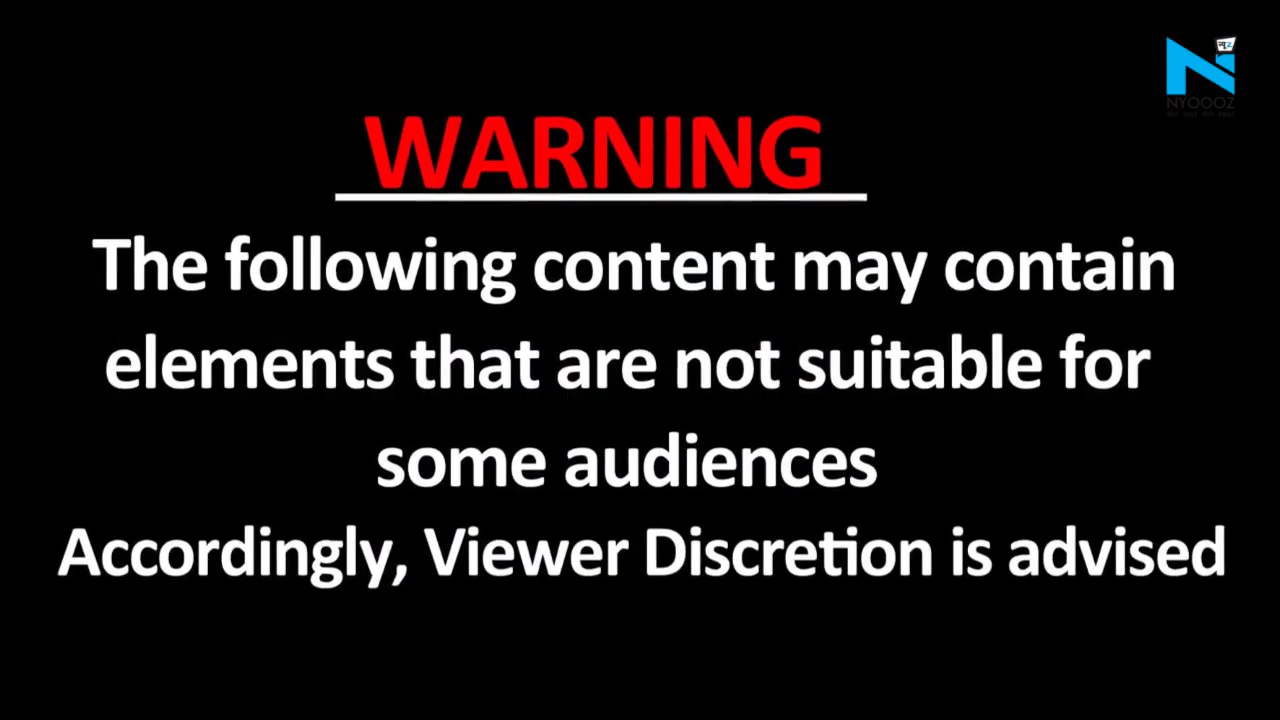 NYOOOZ
WARNING
The following content may contain
elements that are not suitable for
some audiences
Accordingly, Viewer Discretion is advised